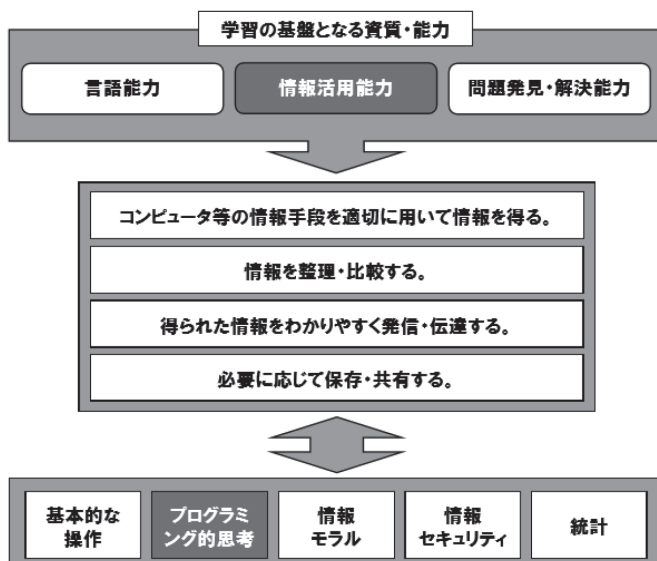 学習の基盤となる資質・能力
言語能力
情報活用能力
問題発見・解決能力
コンピュータ等の情報手段を適切に用いて情報を得る。
情報を整理・比較する。
得られた情報をわかりやすく発信・伝達する。
必要に応じて保存・共有する。
基本的な
操作
プログラミ
ング的思考
情報
モラル
情報
セキュリティ
統計